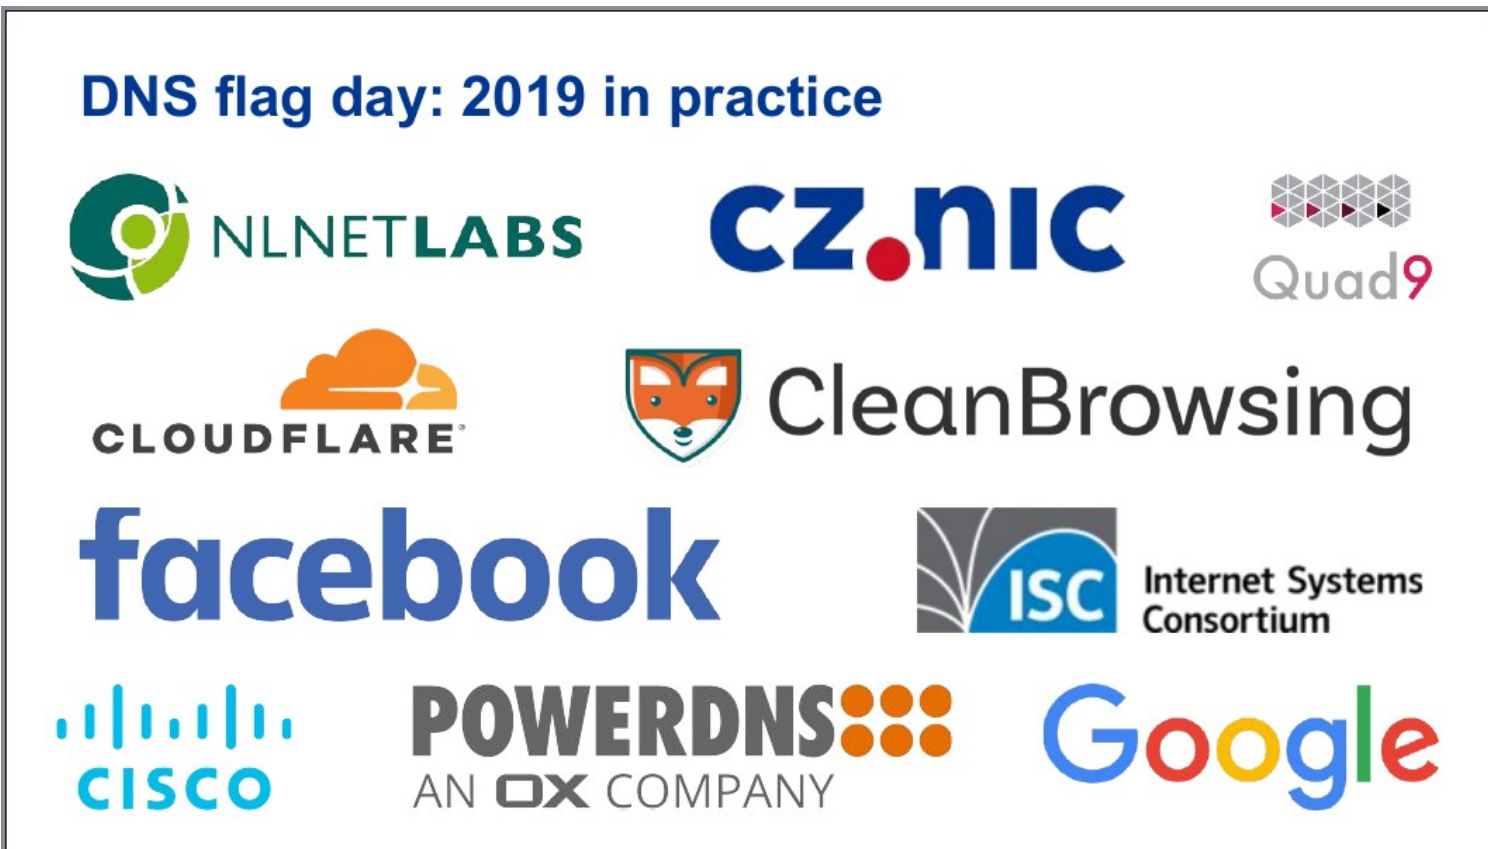 DNS flag day: 2019 in practice
NLNETLABS
CZ.NIC
Quad9
CLOUDFLARE®
CleanBrowsing
facebook
ISC
Internet Systems
Consortium
CISCO
POWERDNS
AN OX COMPANY
Google